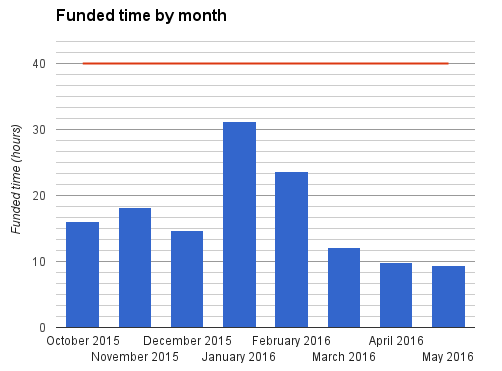 Funded time by month
40
30
20
10
0
Funded time (hours)
October 2015
November 2015
December 2015
January 2016
February 2016
March 2016
April 2016
May 2016